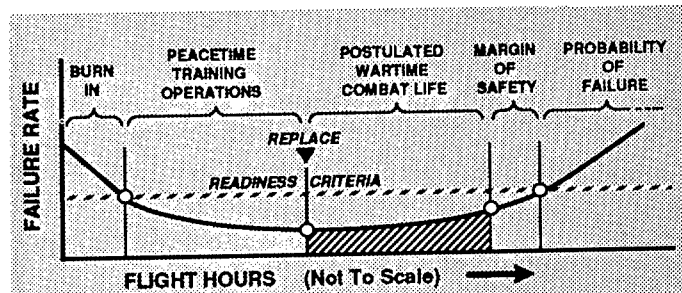 BURN
IN
PEACETIME
TRAINING
OPERATIONS
POSTULATED
WARTIME
COMBAT LIFE
MARGIN
OF
SAFETY
PROBABILITY
OF
FAILURE
REPLACE
READINESS CRITERIA
FAILURE RATE
FLIGHT HOURS (Not To Scale)